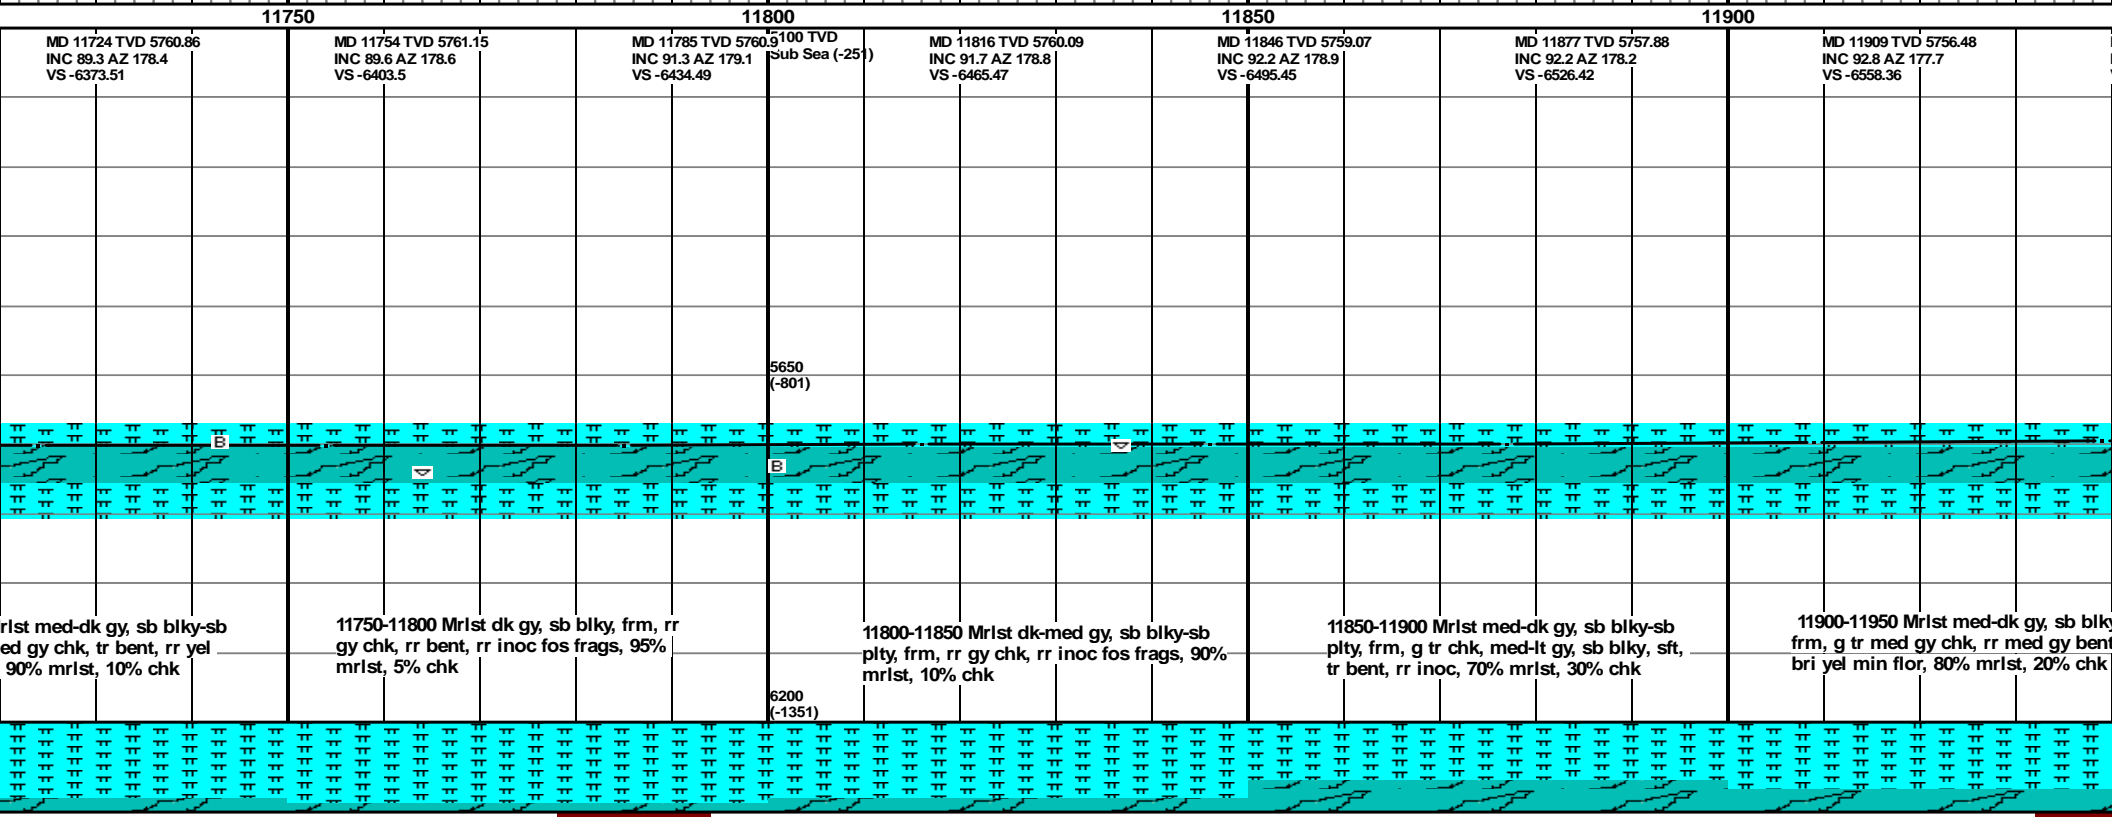 11750
11800
11850
11900
MD 11724 TVD 5760.86
INC 89.3 AZ 178.4
VS -6373.51
MD 11754 TVD 5761.15
INC 89.6 AZ 178.6
VS -6403.5
MD 11785 TVD 5760.9
INC 91.3 AZ 179.1
VS -6434.49
100 TVD
Sub Sea (-251)
MD 11816 TVD 5760.09
INC 91.7 AZ 178.8
VS -6465.47
MD 11846 TVD 5759.07
INC 92.2 AZ 178.9
VS -6495.45
MD 11877 TVD 5757.88
INC 92.2 AZ 178.2
VS -6526.42
MD 11909 TVD 5756.48
INC 92.8 AZ 177.7
VS -6558.36
5650
(-801)
B
B
rlst med-dk gy, sb blky-sb
ed gy chk, tr bent, rr yel
90% mrlst, 10% chk
11750-11800 Mrlst dk gy, sb blky, frm, rr
gy chk, rr bent, rr inoc fos frags, 95%
mrlst, 5% chk
11800-11850 Mrlst dk-med gy, sb blky-sb
plty, frm, rr gy chk, rr inoc fos frags, 90%
mrlst, 10% chk
11850-11900 Mrlst med-dk gy, sb blky-sb
plty, frm, g tr chk, med-lt gy, sb blky, sft,
tr bent, rr inoc, 70% mrlst, 30% chk
11900-11950 Mrlst med-dk gy, sb blky
frm, g tr med gy chk, rr med gy bent
bri yel min flor, 80% mrlst, 20% chk
6200
(-1351)